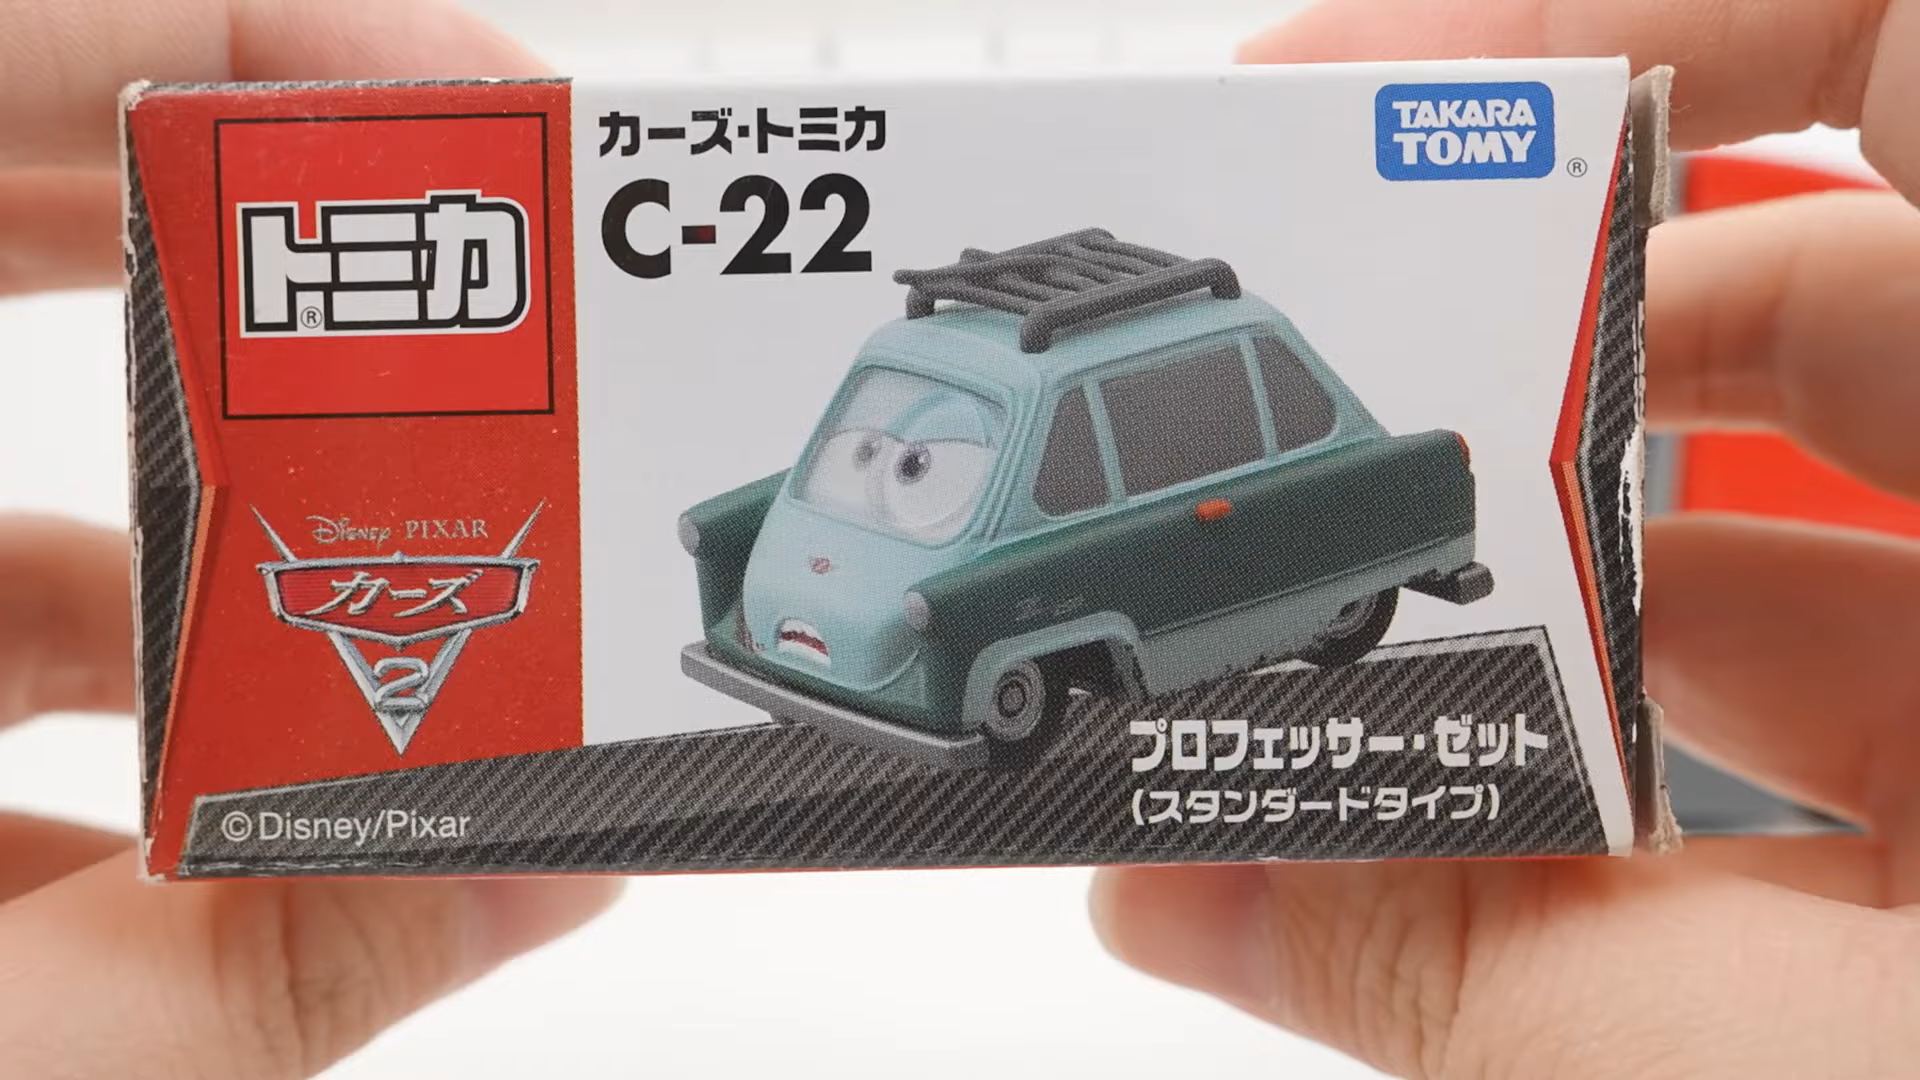 トミカ
®
DISNEY PIXAR
カーズ
2
©Disney/Pixar
カーズ・トミカ
C-22
TAKARA
TOMY
®
プロフェッサー・ゼット
(スタンダードタイプ)